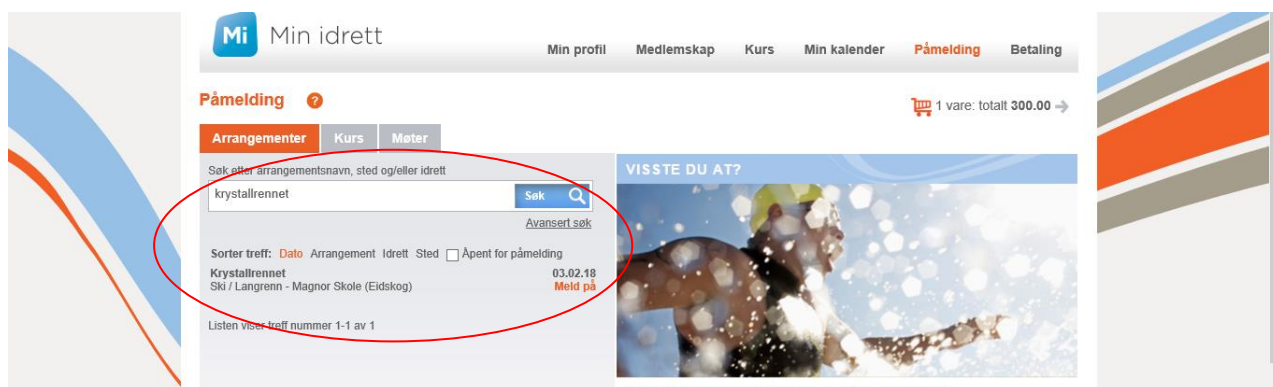 Mi Min idrett
Min profil Medlemskap Kurs Min kalender Påmelding Betaling
Påmelding ?
1 vare: totalt 300.00
Arrangementer Kurs Møter
Søk etter arrangementsnavn, sted og/eller idrett
krystallrennet Søk
Avansert søk
Sorter treff: Dato Arrangement Idrett Sted Åpent for påmelding
Krystallrennet 03.02.18
Ski / Langrenn - Magnor Skole (Eidskog) Meld på
Listen viser treff nummer 1-1 av 1
VISSTE DU AT?